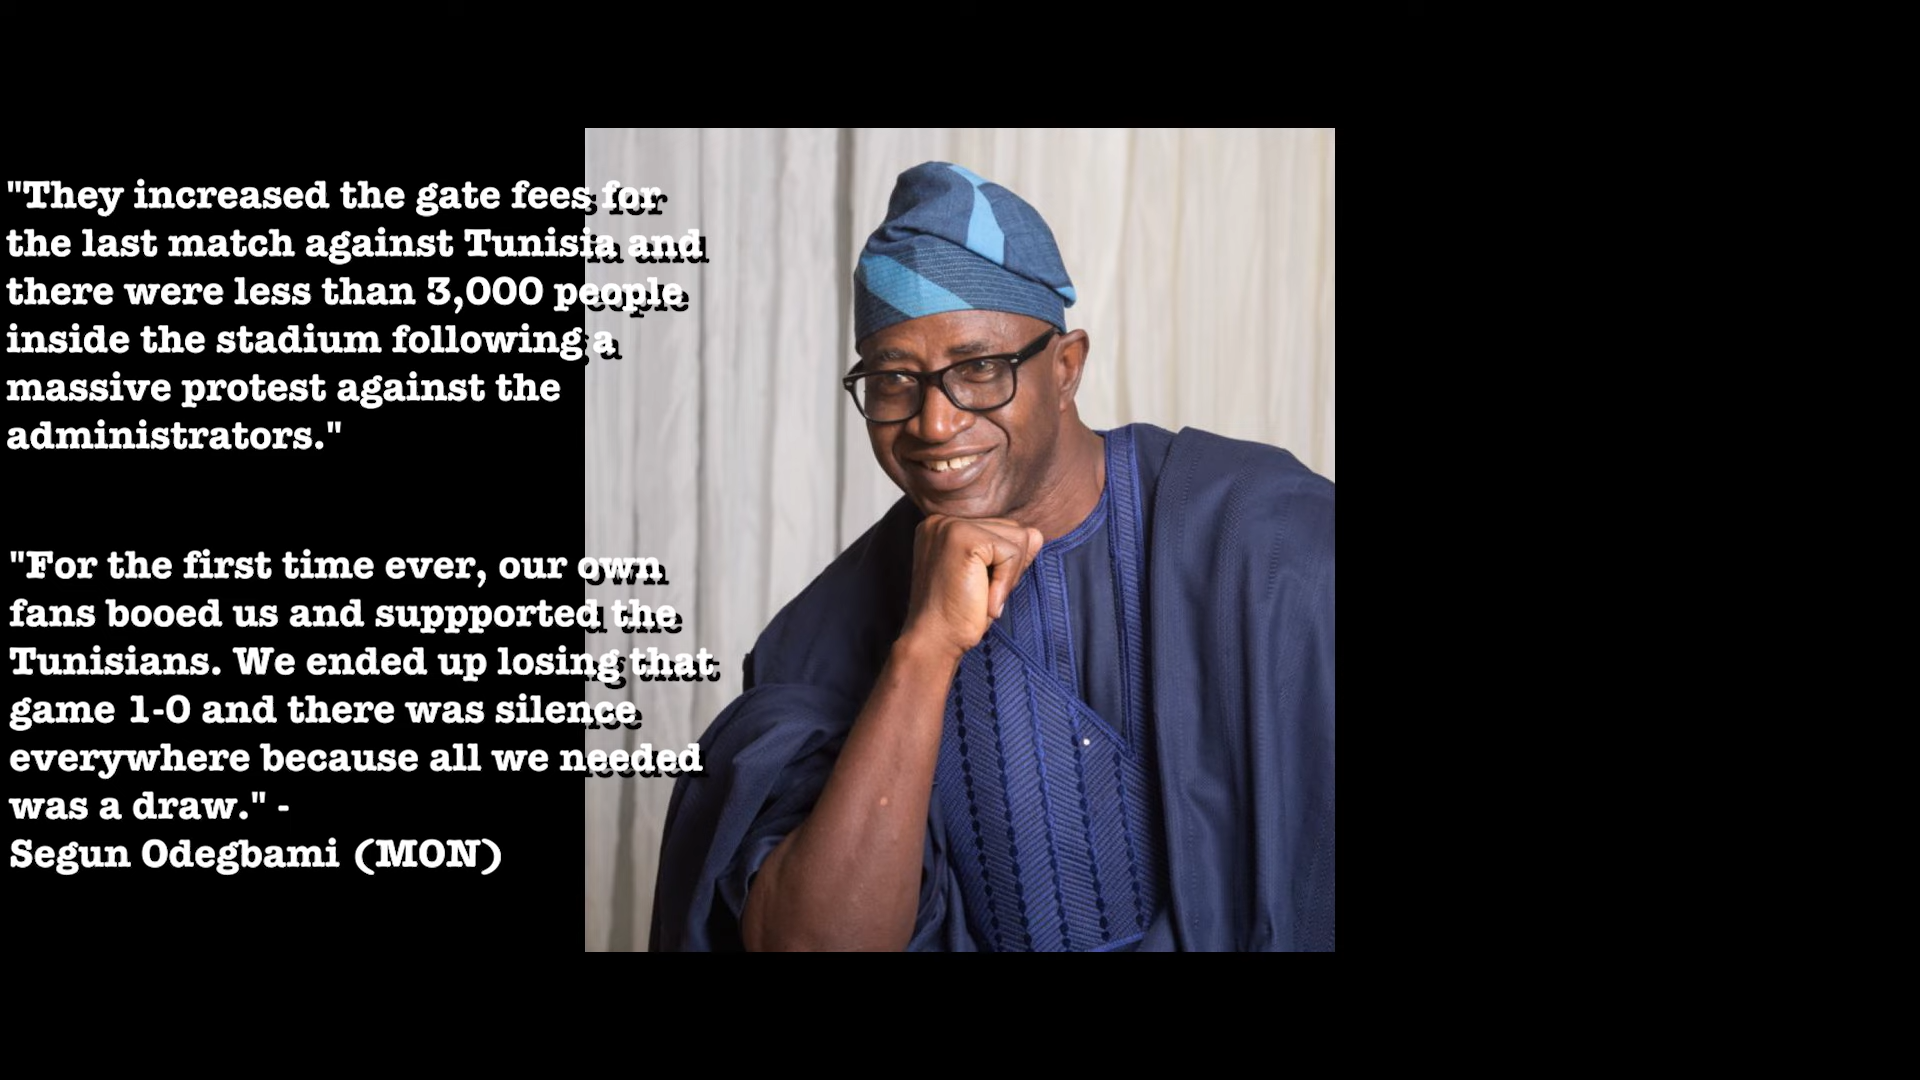 "They increased the gate fees for
the last match against Tunisia and
there were less than 3,000 people
inside the stadium following a
massive protest against the
administrators."
"For the first time ever, our own
fans booed us and suppported the
Tunisians. We ended up losing that
game 1-0 and there was silence
everywhere because all we needed
was a draw." -
Segun Odegbami (MON)